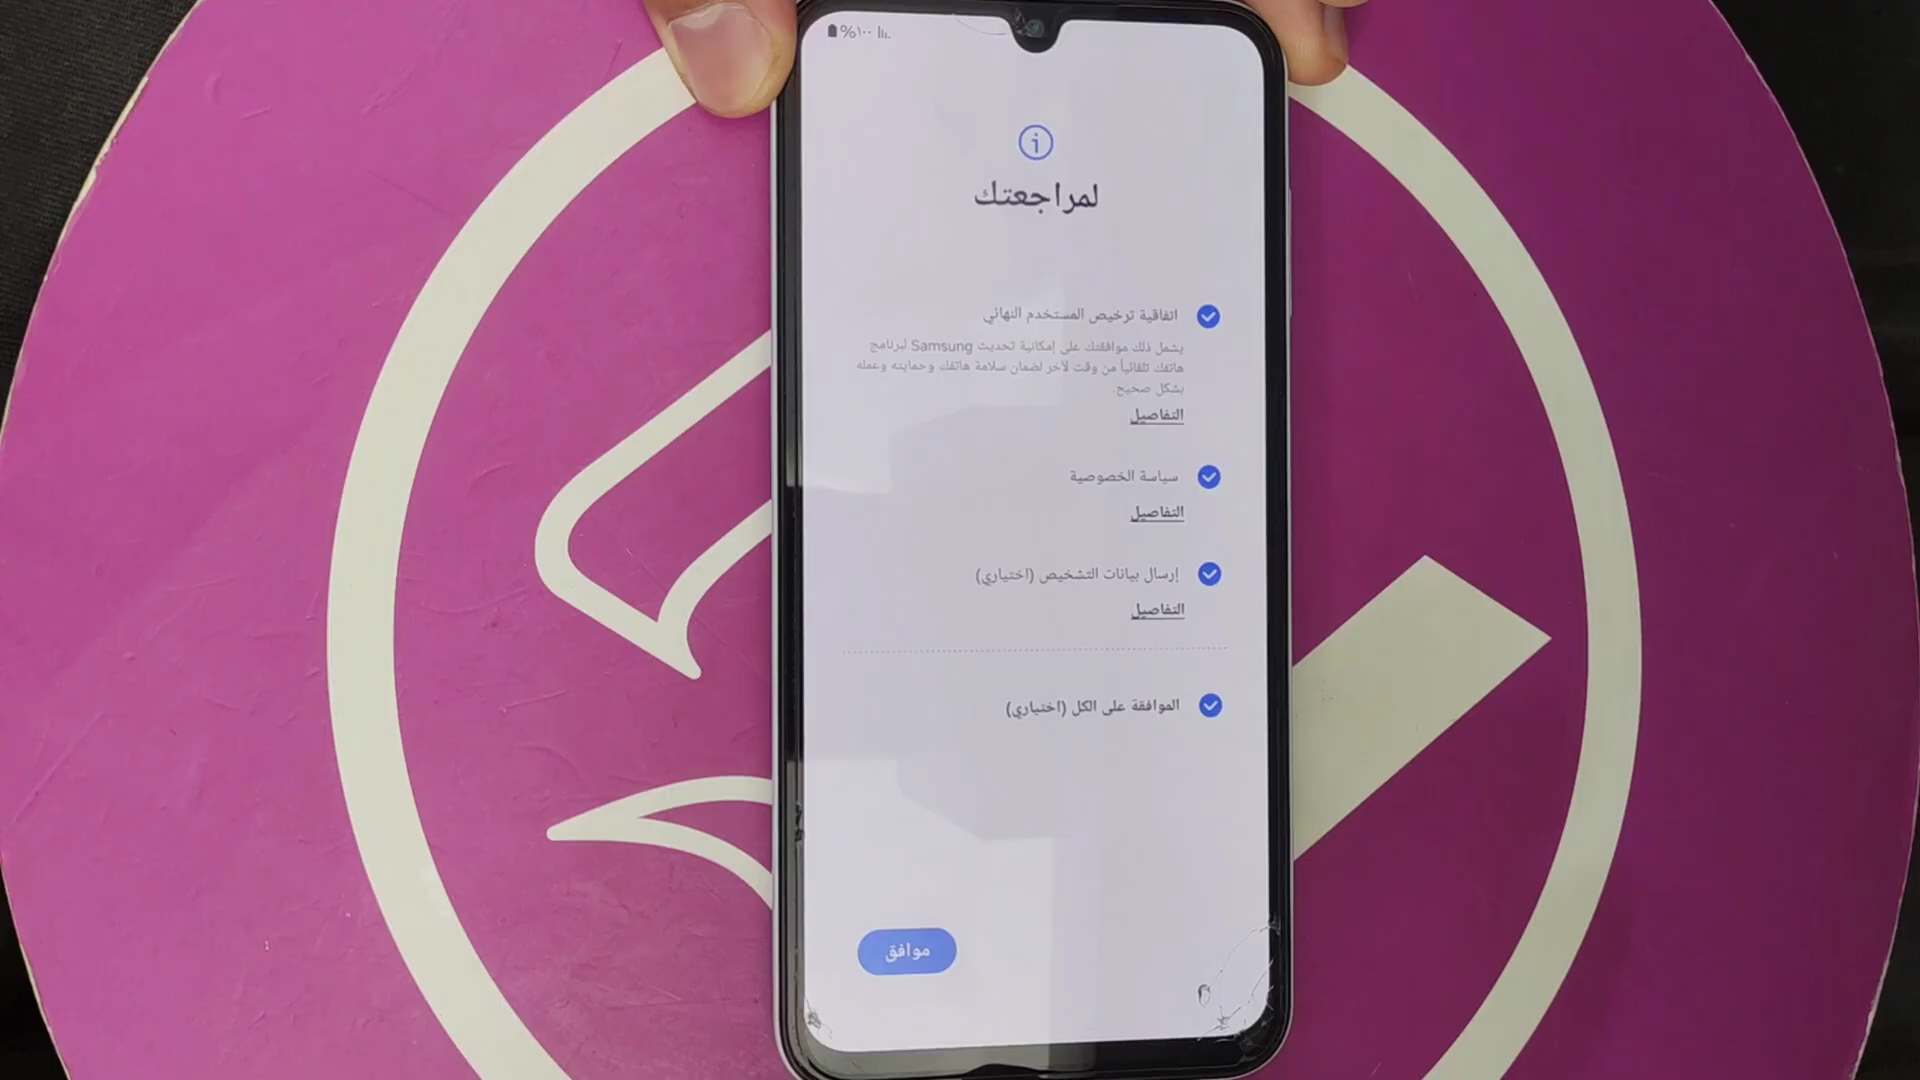 %١٠٠
لمراجعتك
اتفاقية ترخيص المستخدم النهائي
يشمل ذلك موافقتك على إمكانية تحديث Samsung لبرنامج
هاتفك تلقائياً من وقت لآخر لضمان سلامة هاتفك وحمايته وعمله
بشكل صحيح.
التفاصيل
سياسة الخصوصية
التفاصيل
إرسال بيانات التشخيص (اختياري)
التفاصيل
الموافقة على الكل (اختياري)
موافق